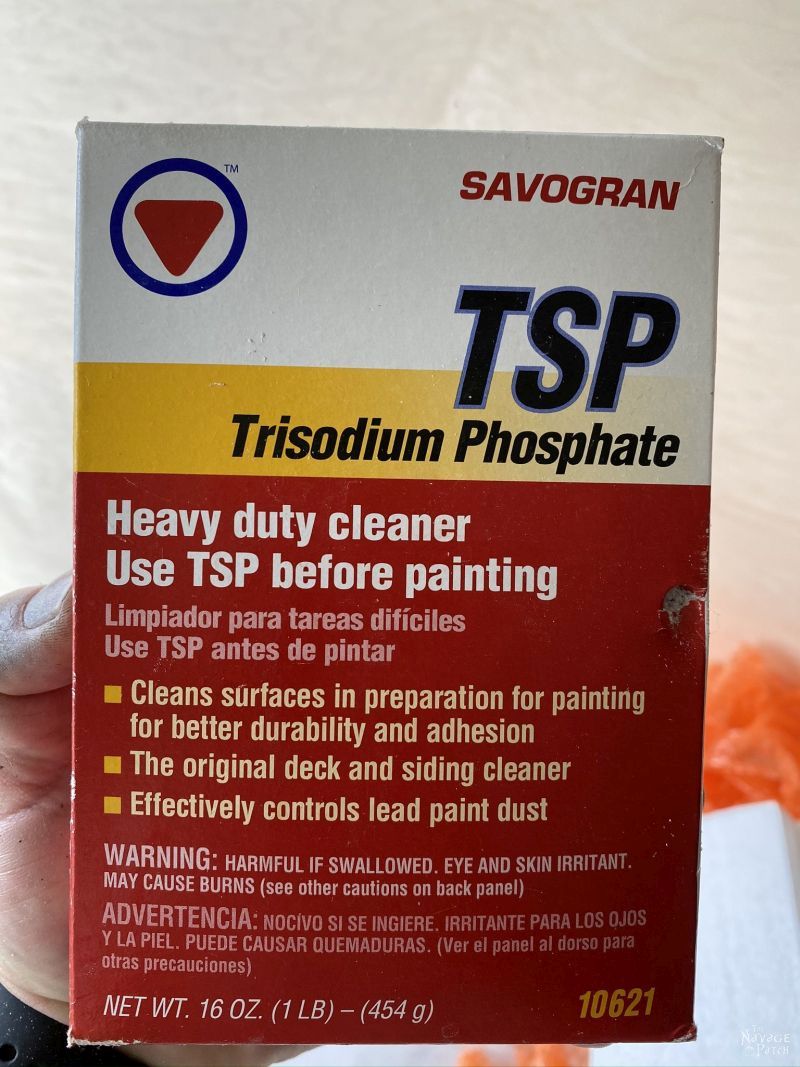 TM
SAVOGRAN
TSP
Trisodium Phosphate
Heavy duty cleaner
Use TSP before painting
Limpiador para tareas difíciles
Use TSP antes de pintar
Cleans surfaces in preparation for painting
for better durability and adhesion
The original deck and siding cleaner
Effectively controls lead paint dust
WARNING: HARMFUL IF SWALLOWED. EYE AND SKIN IRRITANT.
MAY CAUSE BURNS (see other cautions on back panel)
ADVERTENCIA: NOCÍVO SI SE INGIERE. IRRITANTE PARA LOS OJOS
Y LA PIEL. PUEDE CAUSAR QUEMADURAS. (Ver el panel al dorso para
otras precauciones)
NET WT. 16 OZ. (1 LB) – (454 g)
10621
The
Navage
Patch